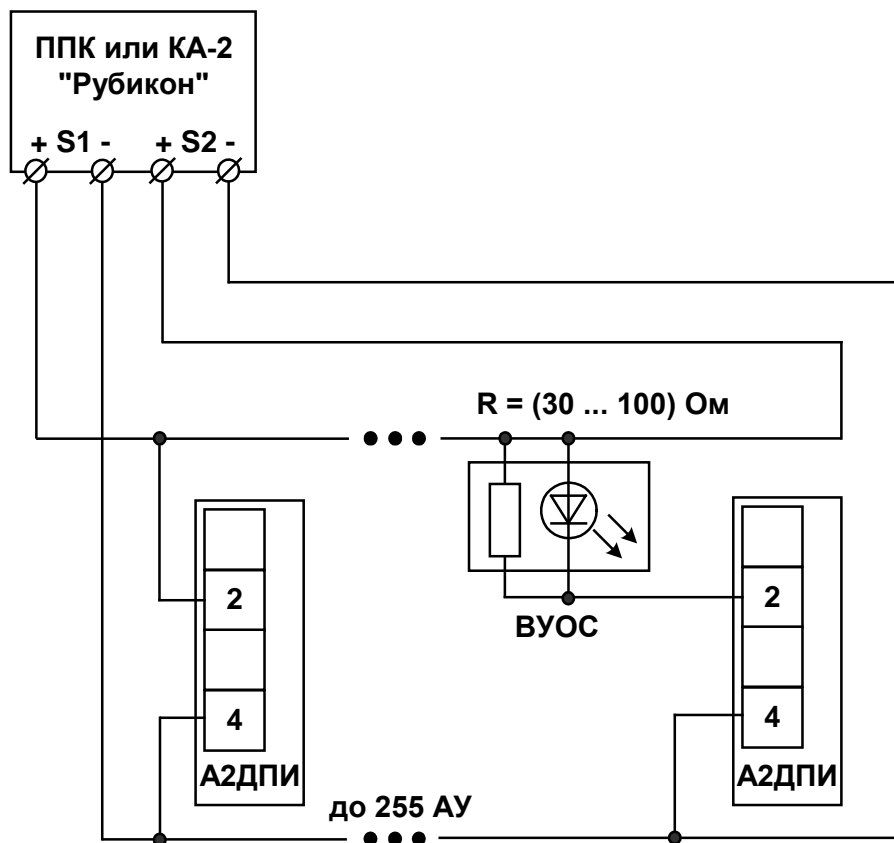 ППК или КА-2
"Рубикон"
+ S1 - + S2 -
R = (30 ... 100) Ом
2
2
ВУОС
4
4
А2ДПИ
А2ДПИ
до 255 АУ